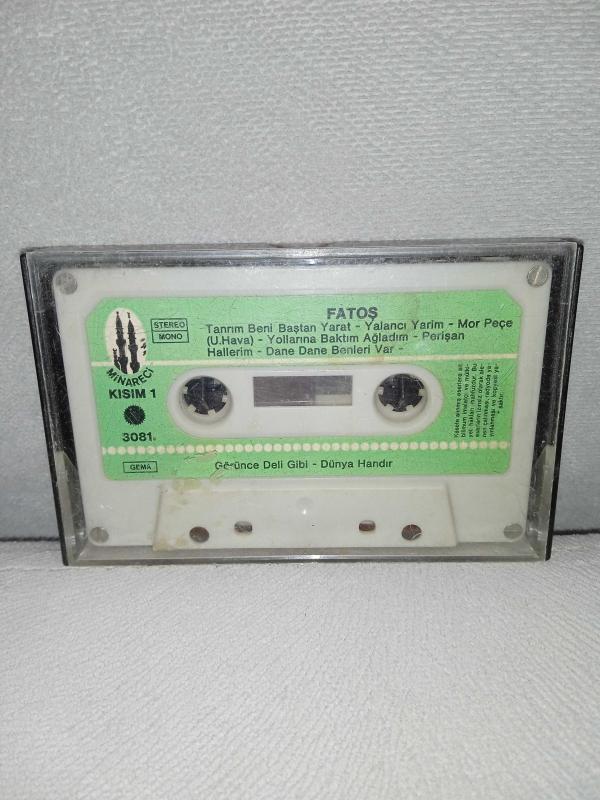 FATOŞ
STEREO
MONO
Tanrım Beni Baştan Yarat - Yalancı Yarim - Mor Peçe
(U.Hava) - Yollarına Baktım Ağladım - Perişan
Hallerim - Dane Dane Benleri Var -
MİNARECİ
KISIM 1
3081
GEMA
Görünce Deli Gibi - Dünya Handır